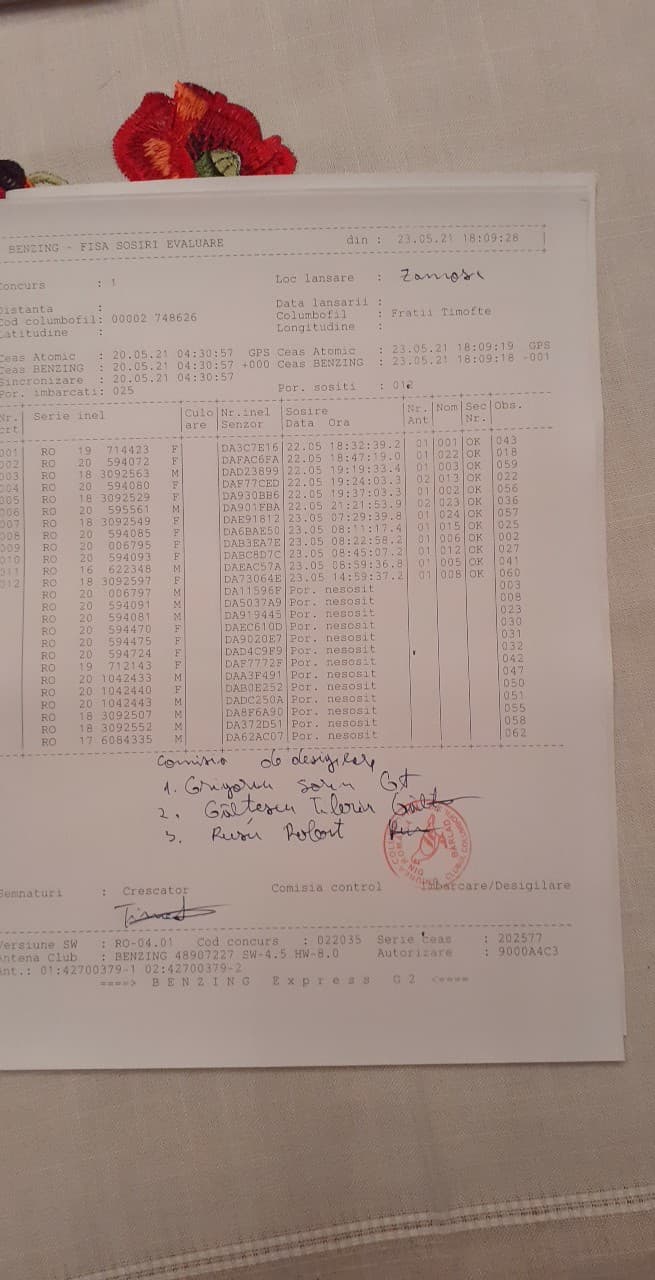 BENZING - FISA SOSIRI EVALUARE din : 23.05.21 18:09:28
Concurs : 1 Loc lansare : Zamosc
Distanta : Data lansarii :
Cod columbofil: 00002 748626 Columbofil : Fratii Timofte
Latitudine : Longitudine :
Ceas Atomic : 20.05.21 04:30:57 GPS Ceas Atomic : 23.05.21 18:09:19 GPS
Ceas BENZING : 20.05.21 04:30:57 +000 Ceas BENZING : 23.05.21 18:09:18 -001
Sincronizare : 20.05.21 04:30:57
Por. imbarcati: 025 Por. sositi : 012
Nr. Serie inel Culo Nr.inel Sosire Nr. Nom Sec Obs.
crt are Senzor Data Ora Ant Nr.
001 RO 19 714423 F DA3C7E16 22.05 18:32:39.2 01 001 OK 043
002 RO 20 594072 F DAFAC6FA 22.05 18:47:19.0 01 022 OK 018
003 RO 18 3092563 M DAD23899 22.05 19:19:33.4 01 003 OK 059
004 RO 20 594080 F DAF77CED 22.05 19:24:03.3 02 013 OK 022
005 RO 18 3092529 F DA930BB6 22.05 19:37:03.3 01 002 OK 056
006 RO 20 595561 M DA901FBA 22.05 21:21:53.9 02 023 OK 036
007 RO 18 3092549 F DAE91812 23.05 07:29:39.8 01 024 OK 057
008 RO 20 594085 F DA6BAE50 23.05 08:11:17.4 01 015 OK 025
009 RO 20 006795 F DAB3EA7E 23.05 08:22:58.2 01 006 OK 002
010 RO 20 594093 F DABC8D7C 23.05 08:45:07.2 01 012 OK 027
011 RO 16 622348 M DAEAC57A 23.05 08:59:36.8 01 005 OK 041
012 RO 18 3092597 F DA73064E 23.05 14:59:37.2 01 008 OK 060
RO 20 006797 M DA11596F Por. nesosit 003
RO 20 594091 M DA5037A9 Por. nesosit 008
RO 20 594081 M DA919445 Por. nesosit 023
RO 20 594470 F DAEC610D Por. nesosit 030
RO 20 594475 F DA9020E7 Por. nesosit 031
RO 20 594724 F DAD4C9F9 Por. nesosit 032
RO 19 712143 F DAF7772F Por. nesosit 042
RO 20 1042433 M DAA3F491 Por. nesosit 047
RO 20 1042440 F DAB0E252 Por. nesosit 050
RO 20 1042443 M DADC250A Por. nesosit 051
RO 18 3092507 M DA8F6A90 Por. nesosit 055
RO 18 3092552 M DA372D51 Por. nesosit 058
RO 17 6084335 M DA62AC07 Por. nesosit 062
Comisia de desigilare
1. Grigoriu Sorin
2. Galtescu Tiberiu
3. Rusu Robert
Semnaturi : Crescator Comisia control Imbarcare/Desigilare
Versiune SW : RO-04.01 Cod concurs : 022035 Serie ceas : 202577
Antena Club : BENZING 48907227 SW-4.5 HW-8.0 Autorizare : 9000A4C3
Ant.: 01:42700379-1 02:42700379-2
====> B E N Z I N G E x p r e s s G 2 <====